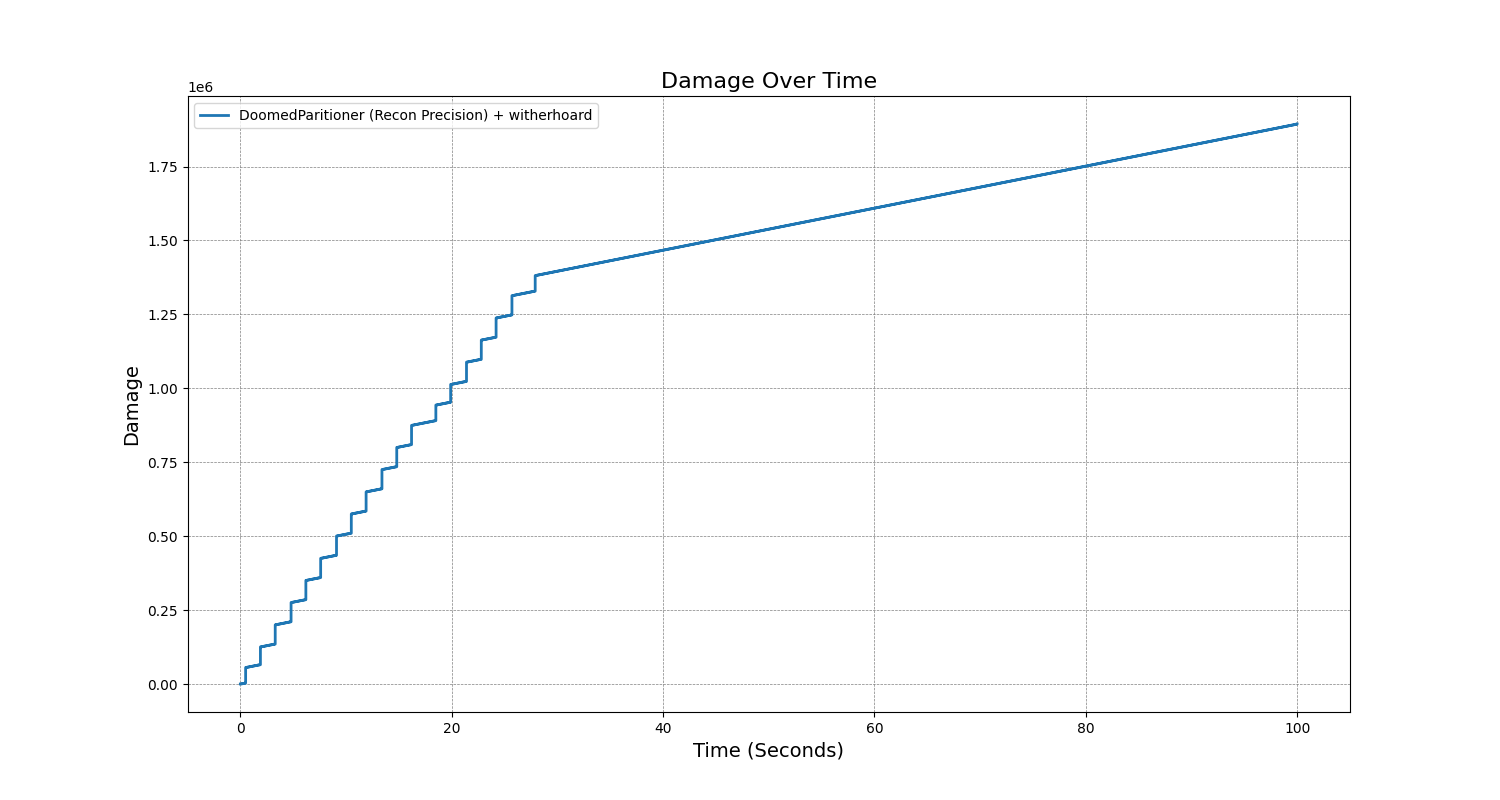 Damage Over Time
1e6
DoomedParitioner (Recon Precision) + witherhoard
1.75
1.50
1.25
1.00
0.75
0.50
0.25
0.00
Damage
0 20 40 60 80 100
Time (Seconds)